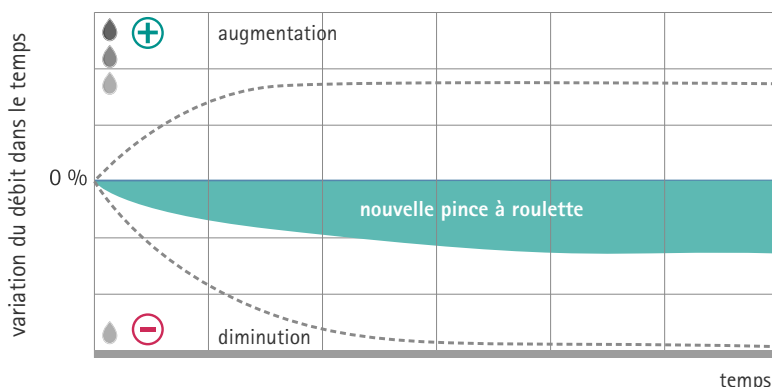 augmentation
variation du débit dans le temps
0 %
nouvelle pince à roulette
diminution
temps